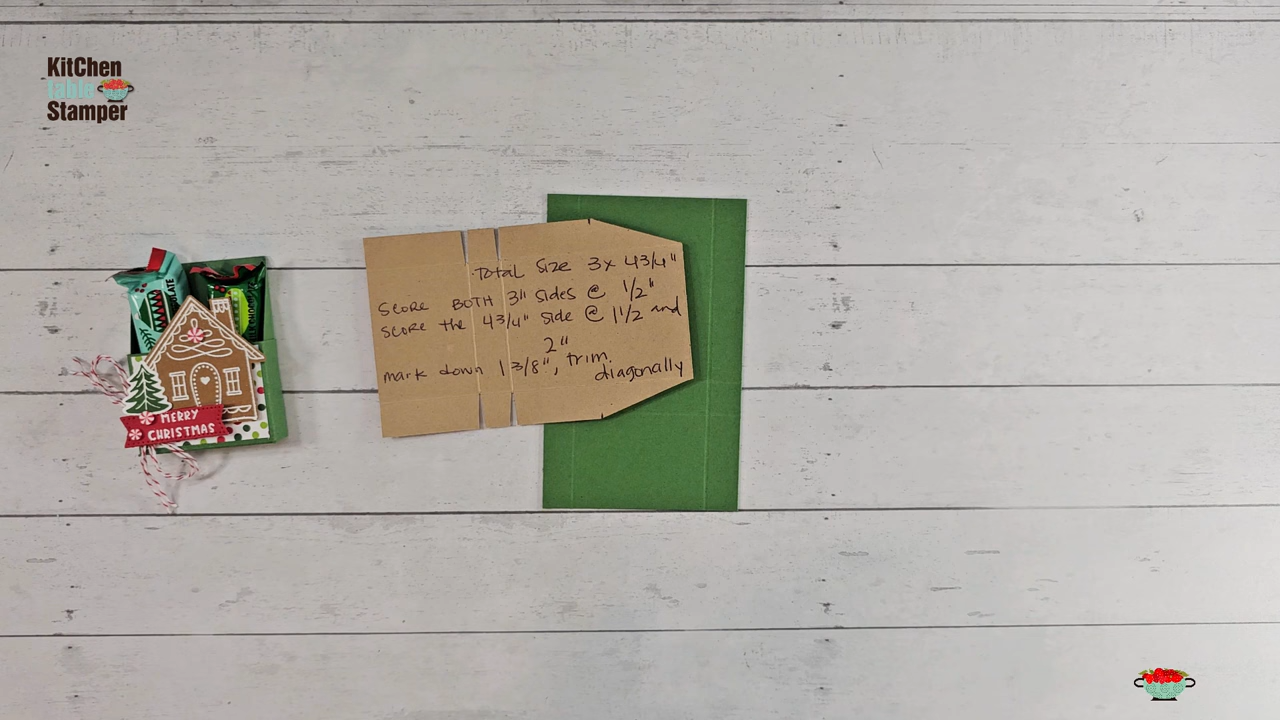 KitChen
table
Stamper
Total Size 3x 4 3/4"
Score BOTH 3" sides @ 1/2"
Score the 4 3/4" side @ 1 1/2 and
2"
mark down 1 3/8", trim
diagonally
MERRY
CHRISTMAS